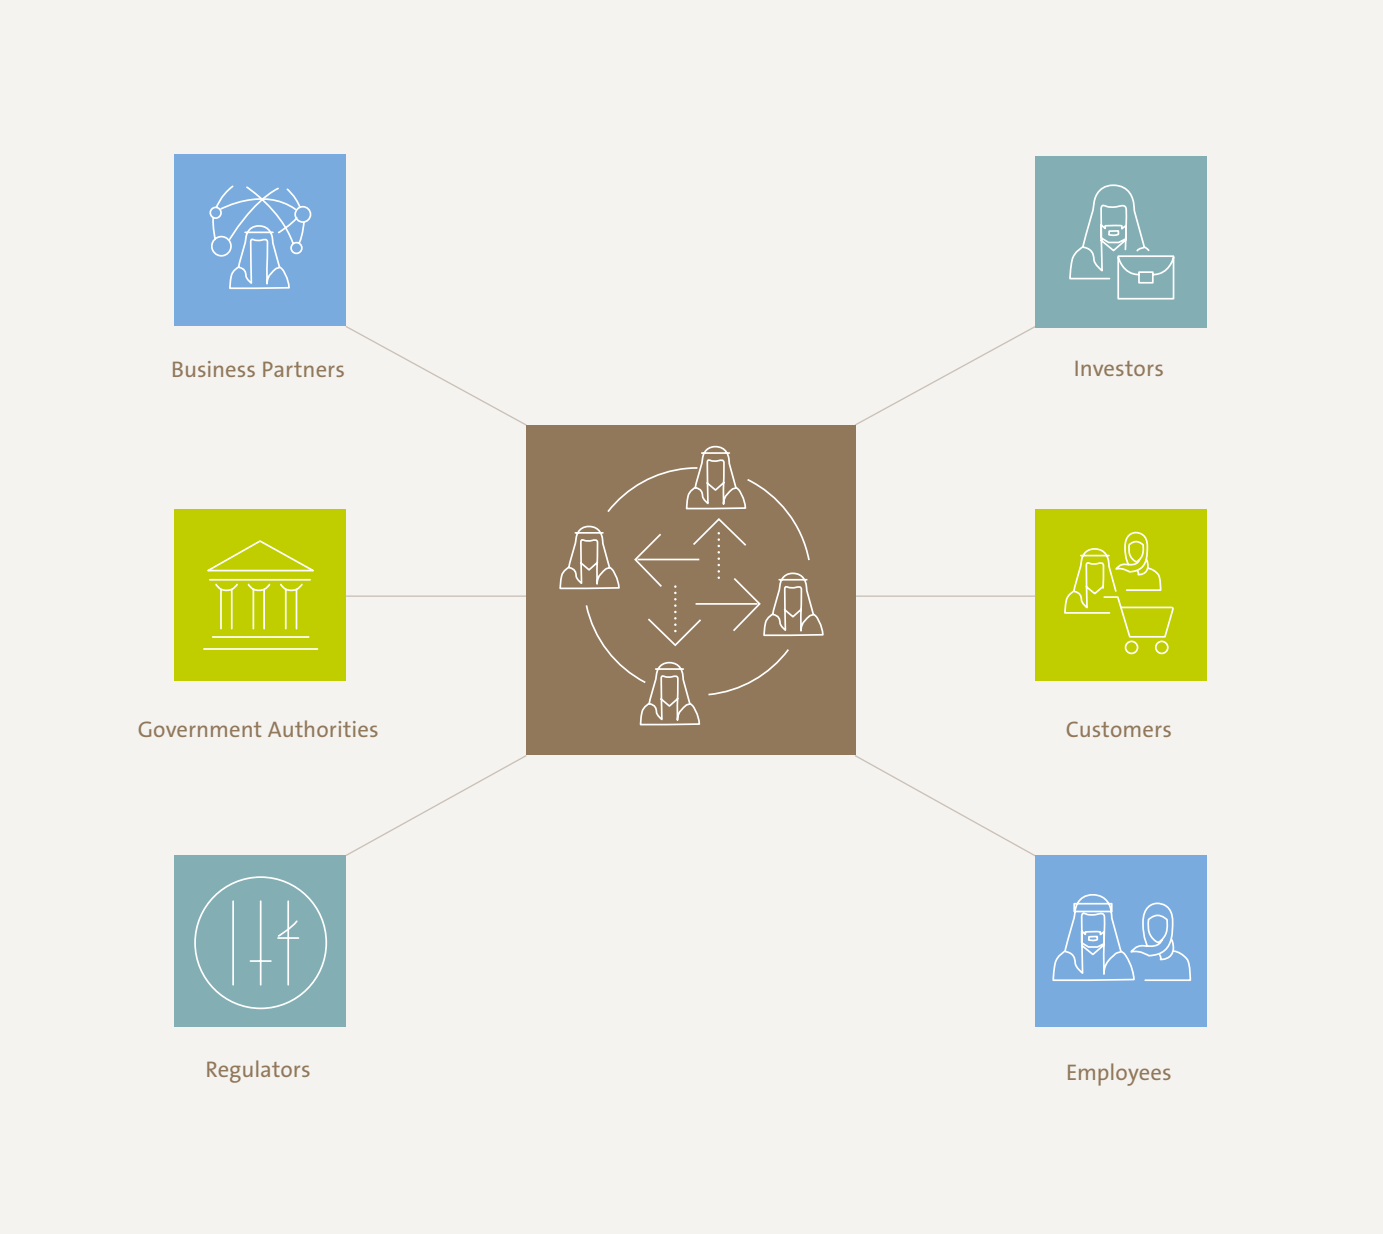 Business Partners
Investors
Government Authorities
Customers
Regulators
Employees